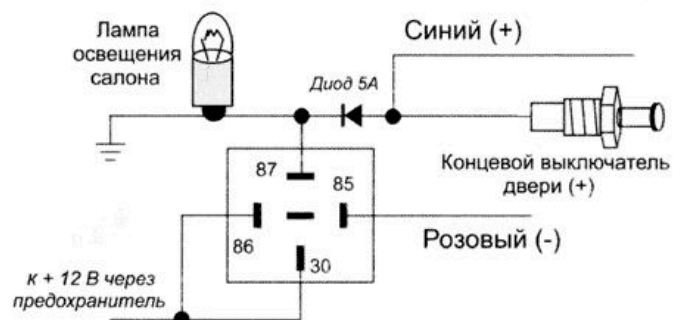 Лампа
освещения
салона
Синий (+)
Диод 5А
Концевой выключатель
двери (+)
87
85
86
30
Розовый (-)
к + 12 В через
предохранитель